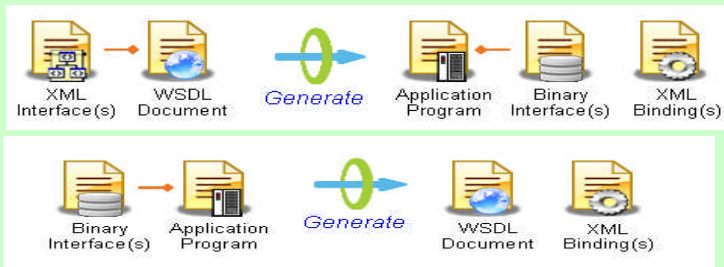 XML
Interface(s)
WSDL
Document
Generate
Application
Program
Binary
Interface(s)
XML
Binding(s)
Binary
Interface(s)
Application
Program
Generate
WSDL
Document
XML
Binding(s)